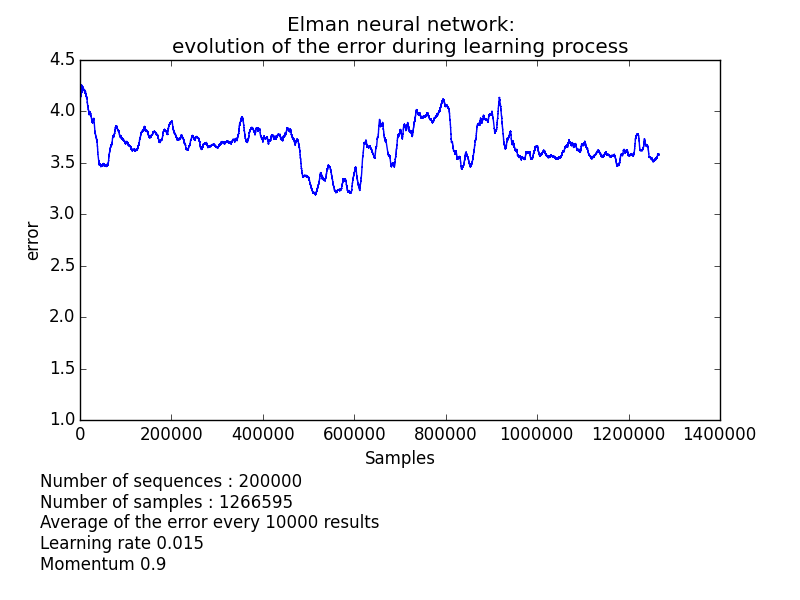 Elman neural network:
evolution of the error during learning process
4.5
4.0
3.5
3.0
2.5
2.0
1.5
1.0
error
0 200000 400000 600000 800000 1000000 1200000 1400000
Samples
Number of sequences : 200000
Number of samples : 1266595
Average of the error every 10000 results
Learning rate 0.015
Momentum 0.9